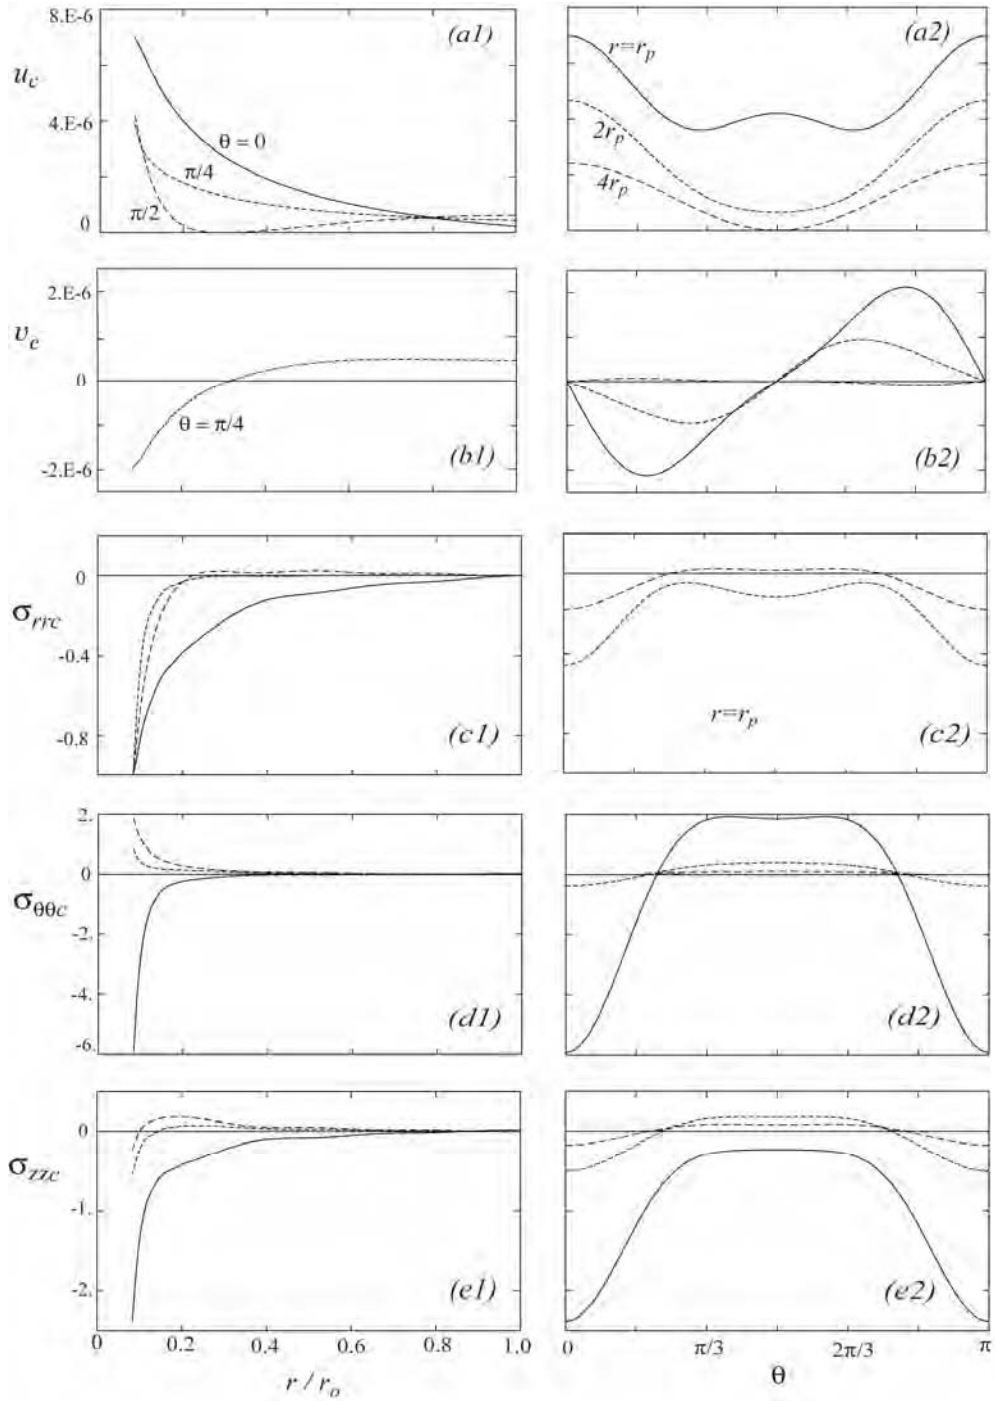 8.E-6
(a1)
u_c
4.E-6
θ = 0
π/4
π/2
0
(a2)
r=r_p
2r_p
4r_p
2.E-6
v_c
0
θ = π/4
-2.E-6
(b1)
(b2)
0
σ_rrc
-0.4
-0.8
(c1)
r=r_p
(c2)
2.
0
σ_θθc
-2.
-4.
-6.
(d1)
(d2)
0
σ_zzc
-1.
-2.
(e1)
(e2)
0 0.2 0.4 0.6 0.8 1.0
r / r_o
0 π/3 2π/3 π
θ